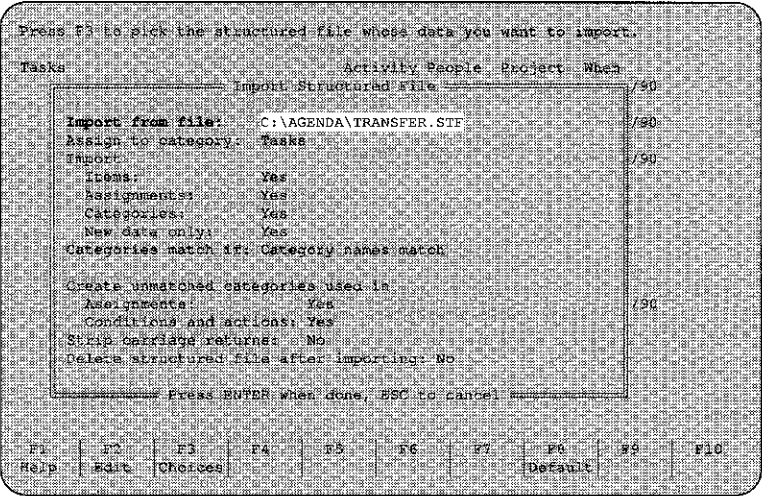 Press F3 to pick the structured file whose data you want to import.
Tasks Activity People Project When
Import Structured File /90
Import from file: C:\AGENDA\TRANSFER.STF /90
Assign to category: Tasks
Import /90
Items: Yes
Assignments: Yes
Categories: Yes
New data only: Yes
Categories match if: Category names match
Create unmatched categories used in
Assignments: Yes /90
Conditions and actions: Yes
Strip carriage returns: No
Delete structured file after importing: No
Press ENTER when done, ESC to cancel
F1 F2 F3 F4 F5 F6 F7 F8 F9 F10
Help Edit Choices Default